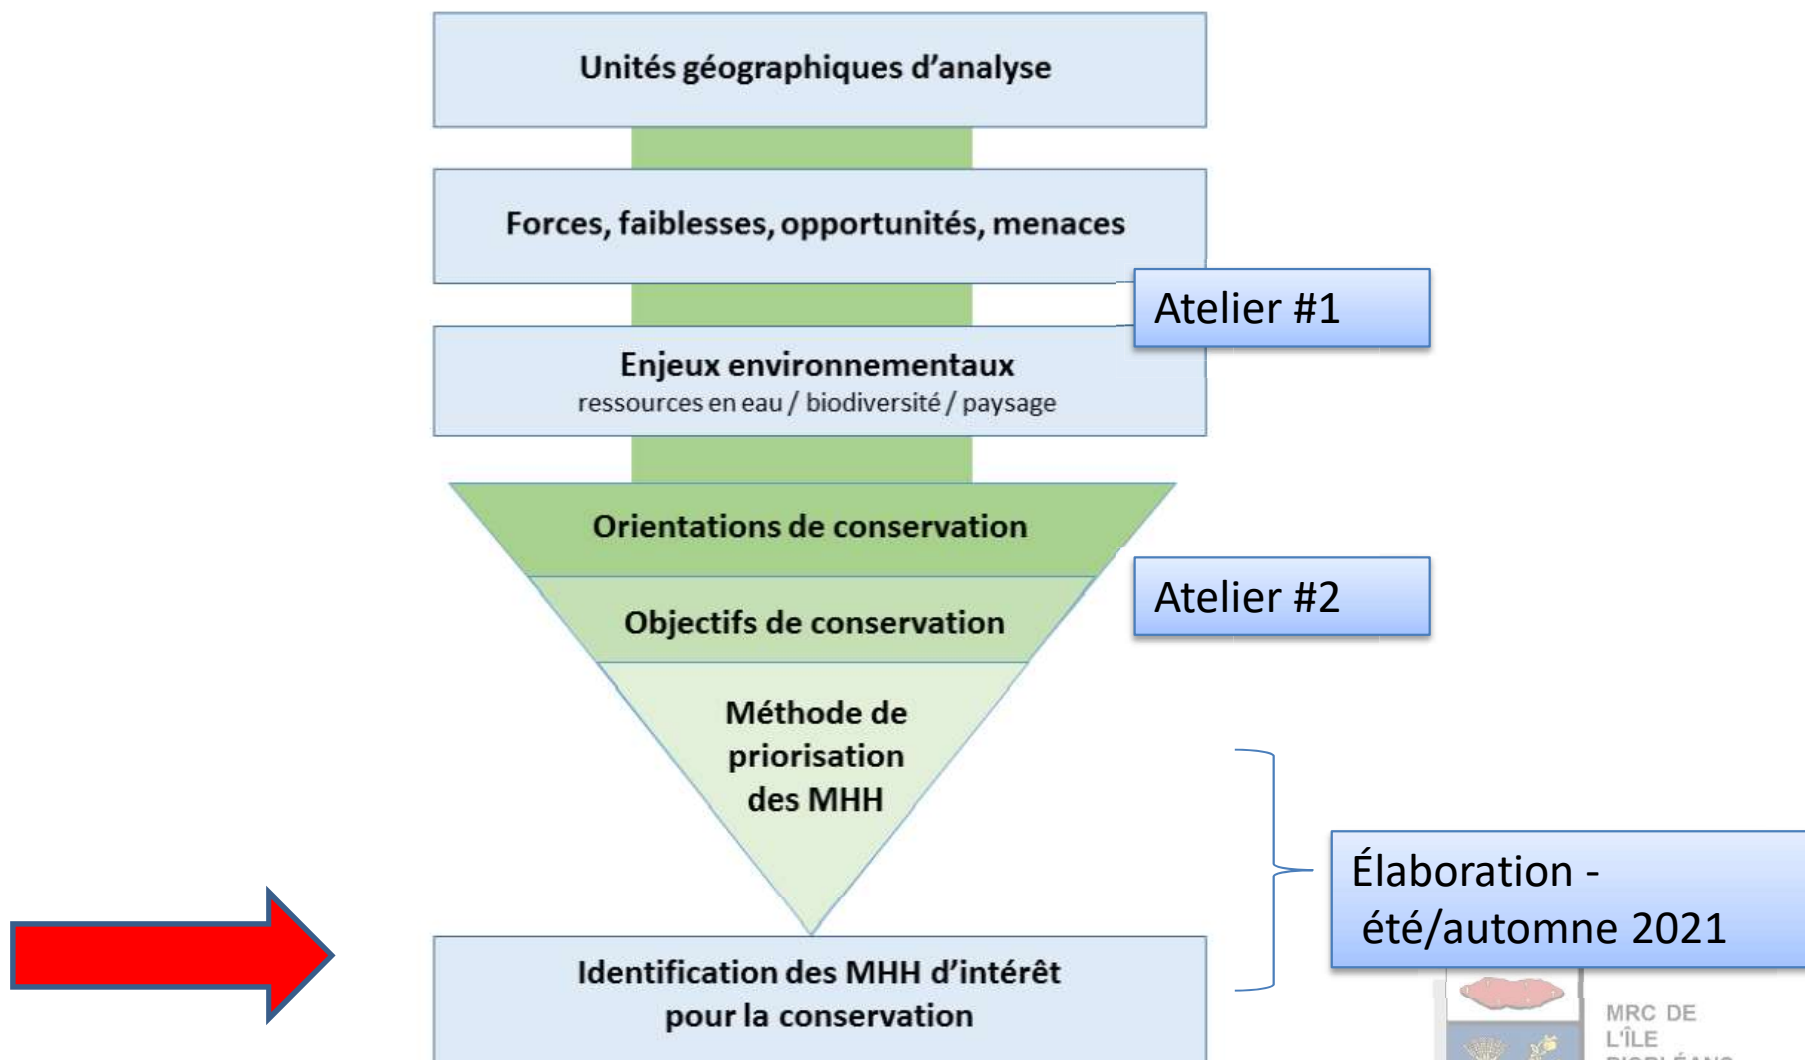 Unités géographiques d'analyse
Forces, faiblesses, opportunités, menaces
Atelier #1
Enjeux environnementaux
ressources en eau / biodiversité / paysage
Orientations de conservation
Atelier #2
Objectifs de conservation
Méthode de
priorisation
des MHH
Élaboration -
été/automne 2021
Identification des MHH d'intérêt
pour la conservation
MRC DE
L'ÎLE
D'ORLÉANS